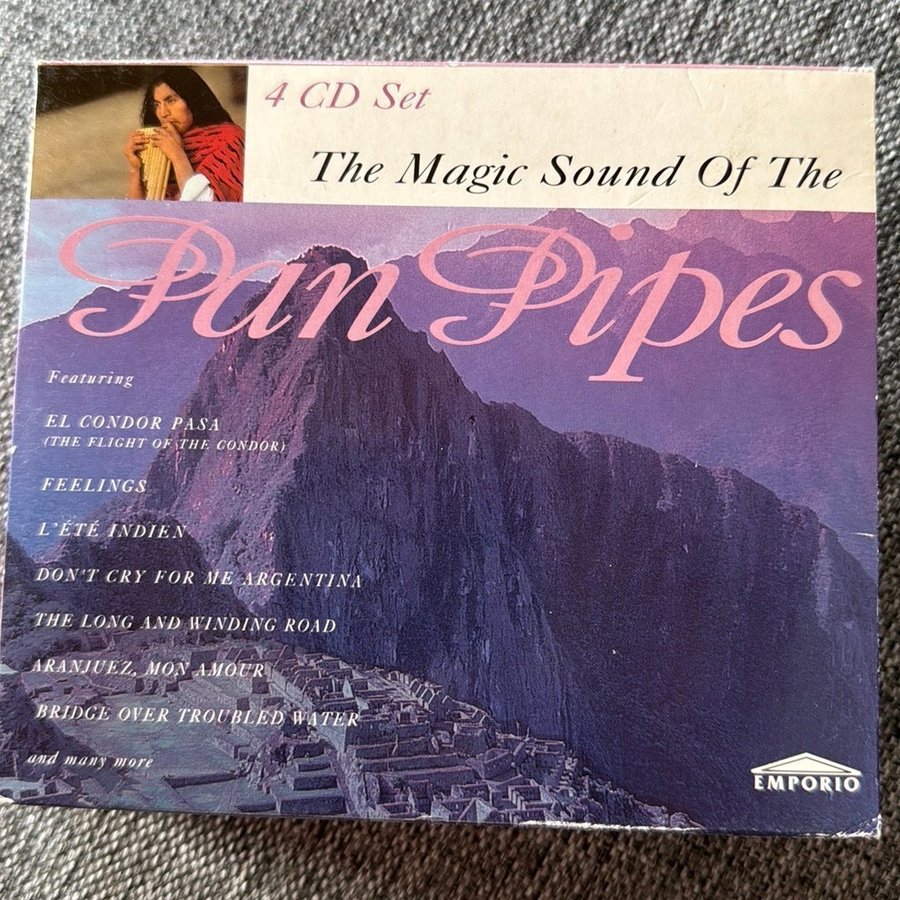 4 CD Set
The Magic Sound Of The
Pan Pipes
Featuring
EL CONDOR PASA
(THE FLIGHT OF THE CONDOR)
FEELINGS
L'ÉTÉ INDIEN
DON'T CRY FOR ME ARGENTINA
THE LONG AND WINDING ROAD
ARANJUEZ, MON AMOUR
BRIDGE OVER TROUBLED WATER
and many more
EMPORIO